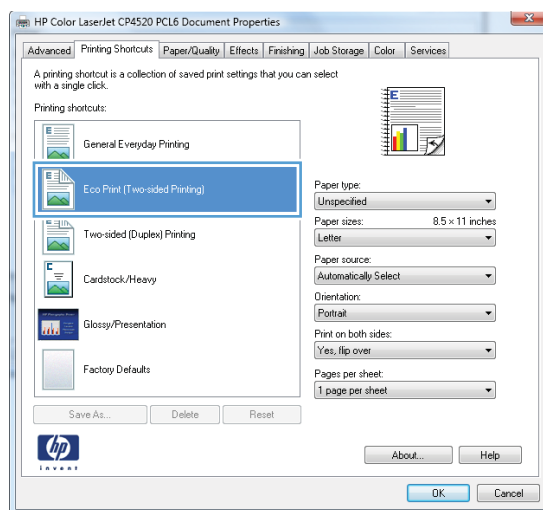 HP Color LaserJet CP4520 PCL6 Document Properties
Advanced Printing Shortcuts Paper/Quality Effects Finishing Job Storage Color Services
A printing shortcut is a collection of saved print settings that you can select
with a single click.
Printing shortcuts:
General Everyday Printing
Eco Print (Two-sided Printing)
Two-sided (Duplex) Printing
Cardstock/Heavy
Glossy/Presentation
Factory Defaults
Save As... Delete Reset
Paper type:
Unspecified
Paper sizes: 8.5 × 11 inches
Letter
Paper source:
Automatically Select
Orientation:
Portrait
Print on both sides:
Yes, flip over
Pages per sheet:
1 page per sheet
hp
invent
About... Help
OK Cancel